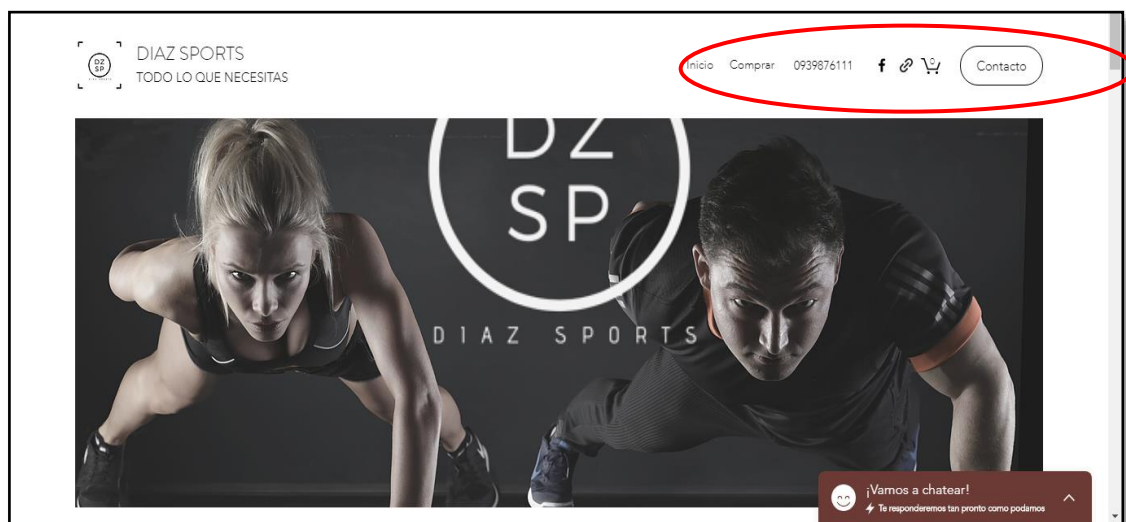 DZ
SP
DIAZ SPORTS
TODO LO QUE NECESITAS
Inicio Comprar 0939876111 f 0 Contacto
DZ
SP
DIAZ SPORTS
¡Vamos a chatear!
Te responderemos tan pronto como podamos